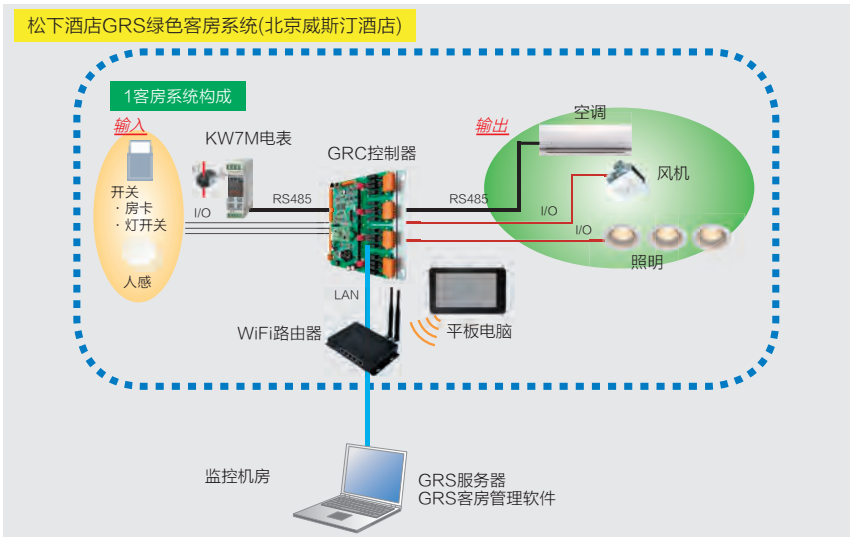 松下酒店GRS绿色客房系统(北京威斯汀酒店)
1客房系统构成
输入
KW7M电表
GRC控制器
输出
空调
开关
· 房卡
· 灯开关
I/O
RS485
RS485
风机
I/O
I/O
人感
照明
LAN
WiFi路由器
平板电脑
监控机房
GRS服务器
GRS客房管理软件